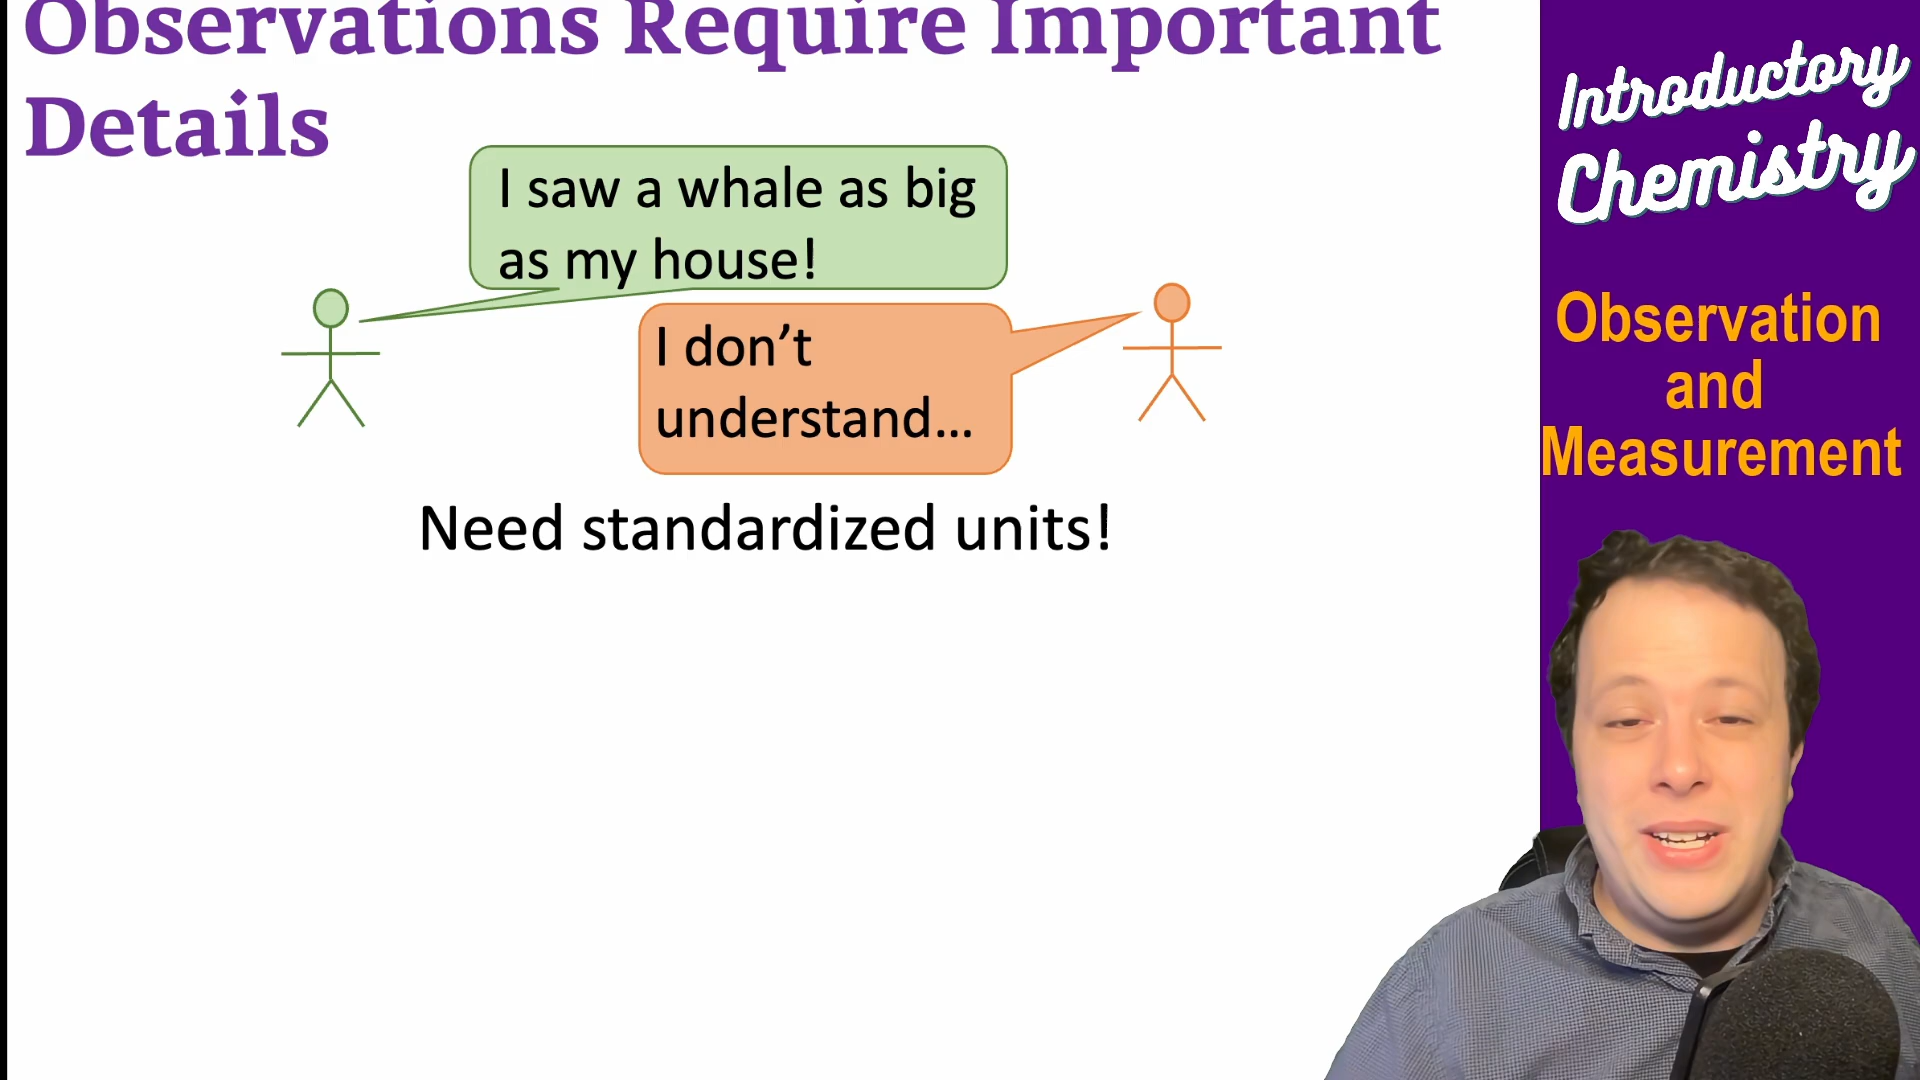 Observations Require Important
Details
I saw a whale as big
as my house!
I don’t
understand...
Need standardized units!
Introductory
Chemistry
Observation
and
Measurement